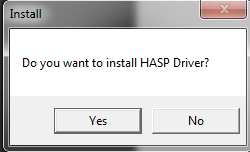 Install
Do you want to install HASP Driver?
Yes
No